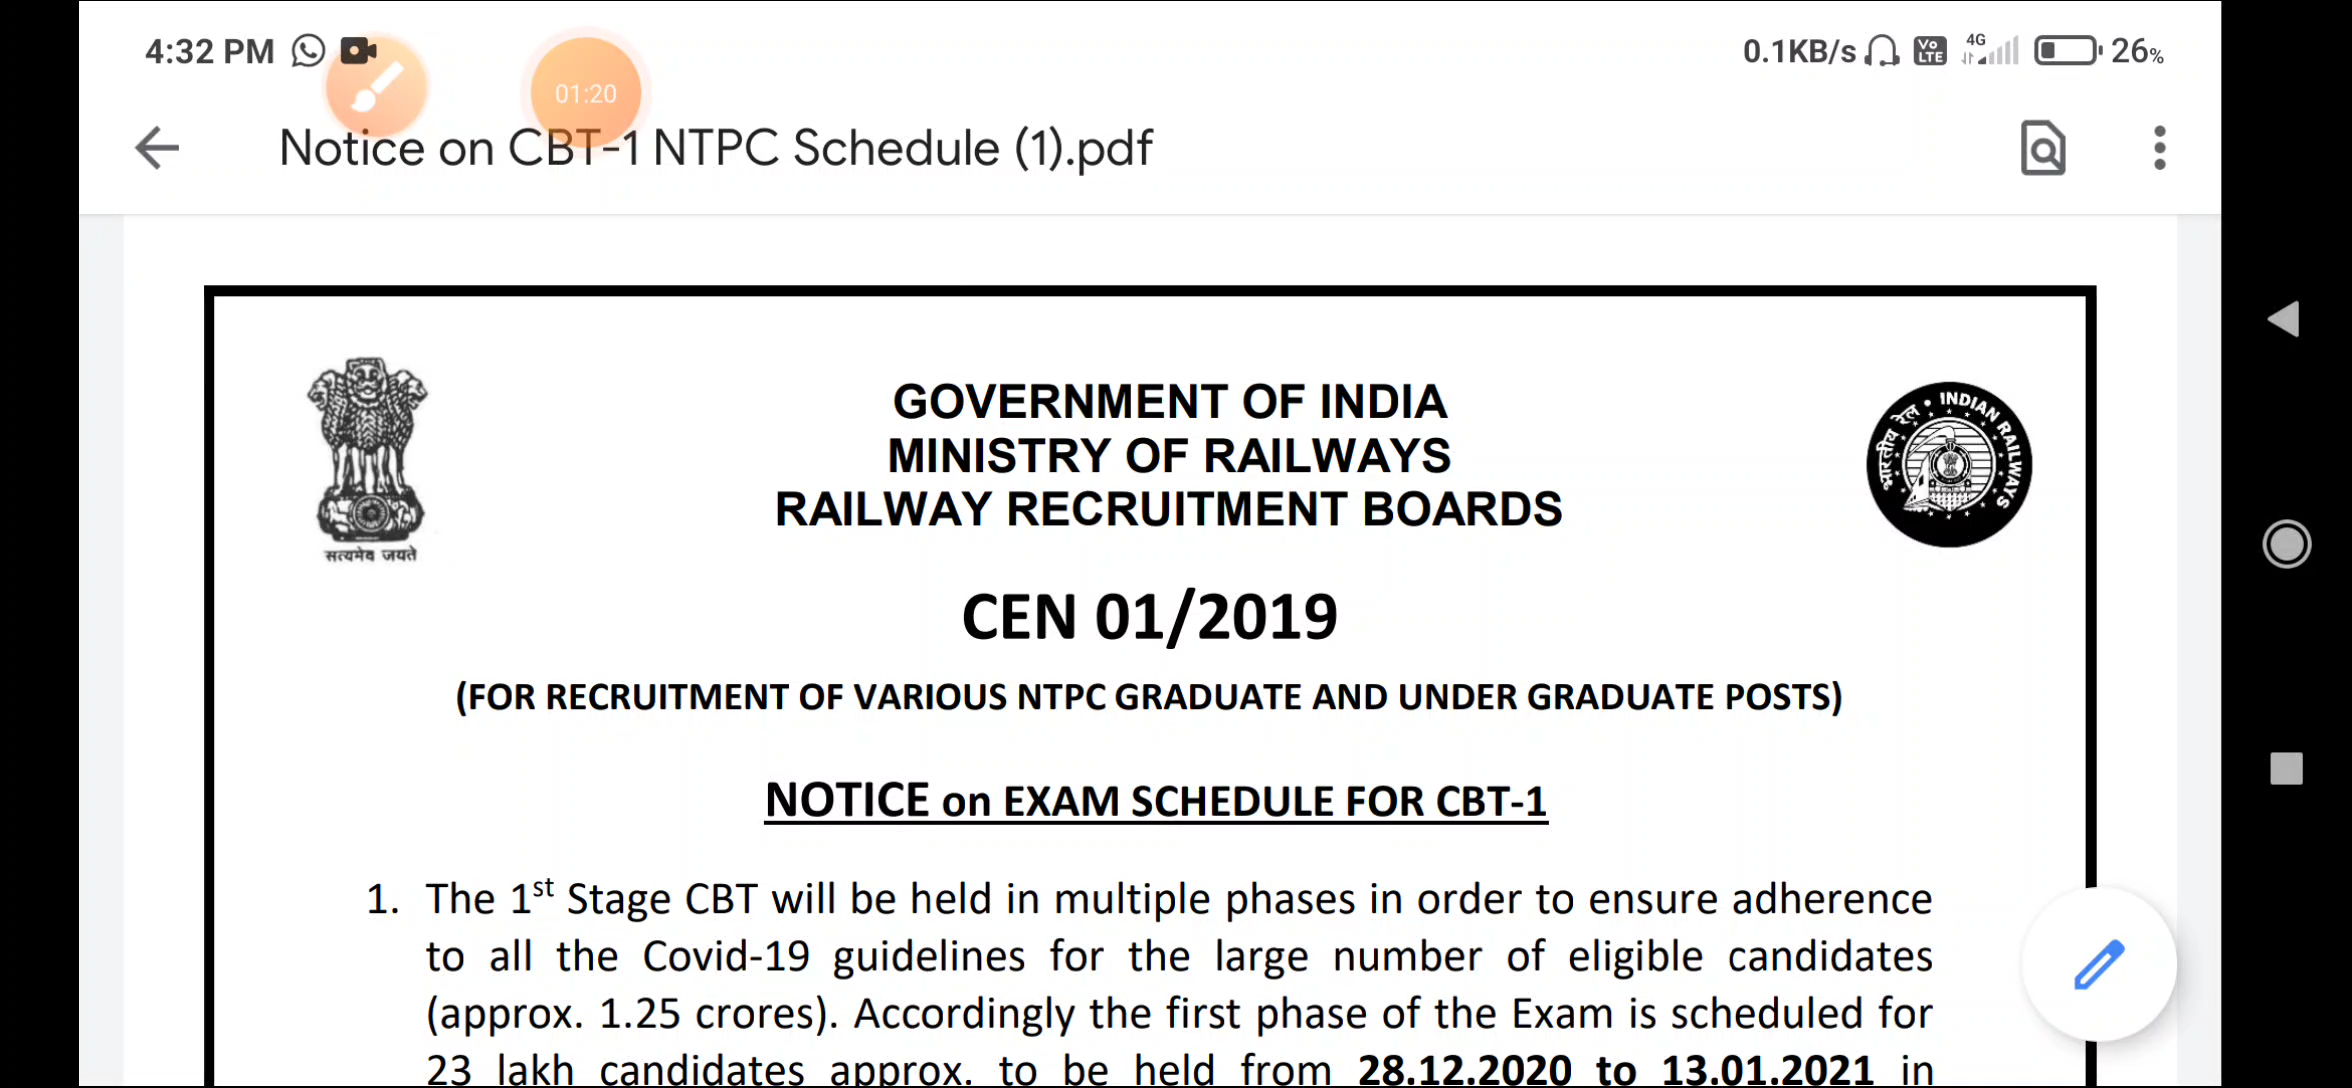 4:32 PM
0.1KB/s Vo LTE 4G 26%
01:20
Notice on CBT-1 NTPC Schedule (1).pdf
GOVERNMENT OF INDIA
MINISTRY OF RAILWAYS
RAILWAY RECRUITMENT BOARDS
भारतीय रेल • INDIAN RAILWAYS
सत्यमेव जयते
CEN 01/2019
(FOR RECRUITMENT OF VARIOUS NTPC GRADUATE AND UNDER GRADUATE POSTS)
NOTICE on EXAM SCHEDULE FOR CBT-1
1. The 1st Stage CBT will be held in multiple phases in order to ensure adherence
to all the Covid-19 guidelines for the large number of eligible candidates
(approx. 1.25 crores). Accordingly the first phase of the Exam is scheduled for
23 lakh candidates approx. to be held from 28.12.2020 to 13.01.2021 in